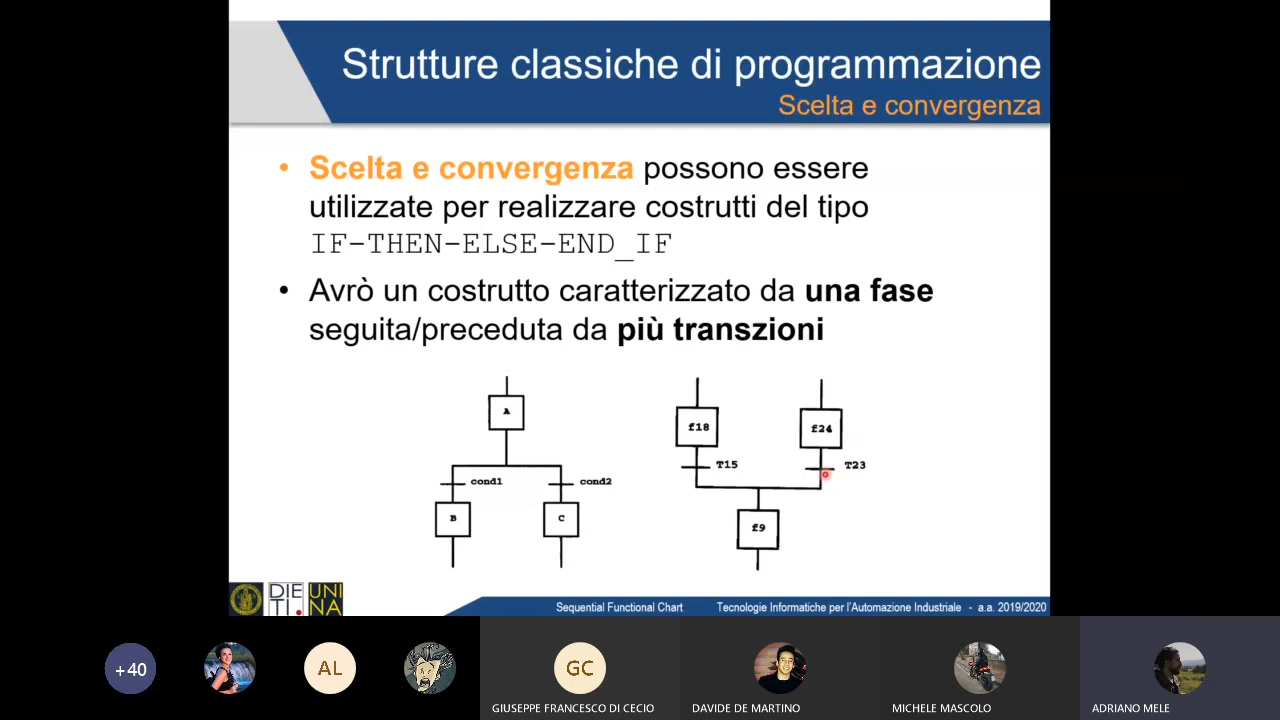 Strutture classiche di programmazione
Scelta e convergenza
• Scelta e convergenza possono essere
utilizzate per realizzare costrutti del tipo
IF-THEN-ELSE-END_IF
• Avrò un costrutto caratterizzato da una fase
seguita/preceduta da più transzioni
A
cond1
cond2
B
C
f18
f24
T15
T23
f9
DIE
TI.
UNI
NA
Sequential Functional Chart
Tecnologie Informatiche per l'Automazione Industriale - a.a. 2019/2020
+40
AL
GC
GIUSEPPE FRANCESCO DI CECIO
DAVIDE DE MARTINO
MICHELE MASCOLO
ADRIANO MELE